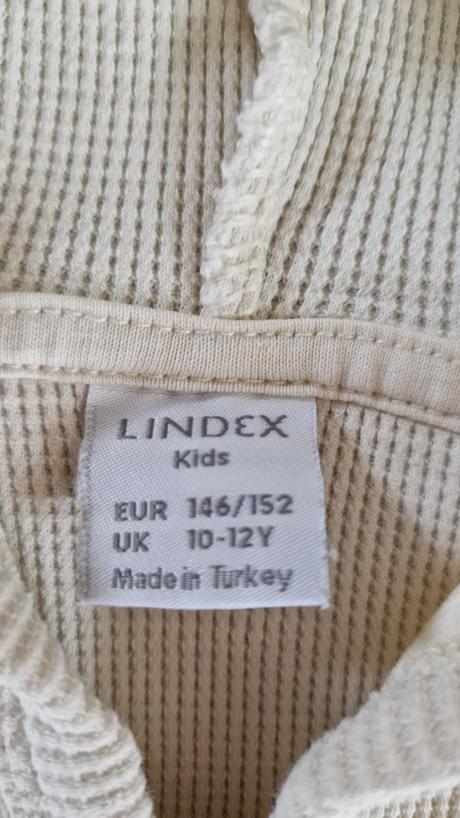 LINDEX
Kids
EUR 146/152
UK 10-12Y
Made in Turkey